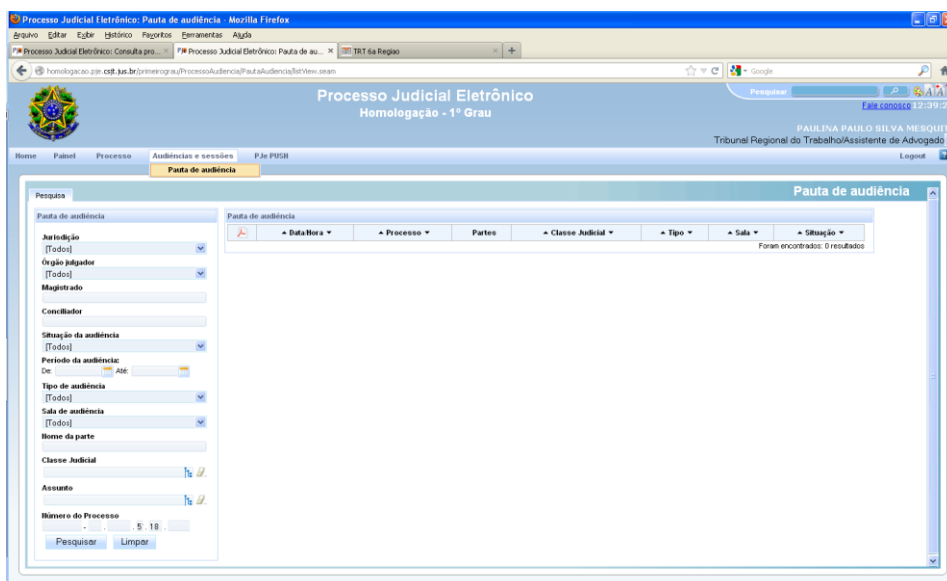 Processo Judicial Eletrônico: Pauta de audiência - Mozilla Firefox
Arquivo Editar Exibir Histórico Favoritos Ferramentas Ajuda
PJe Processo Judicial Eletrônico: Consulta pro... × PJe Processo Judicial Eletrônico: Pauta de au... × TRT 6a Regiao × +
homologacao.pje.csjt.jus.br/primeirograu/ProcessoAudiencia/PautaAudiencia/listView.seam Google
Processo Judicial Eletrônico
Homologação - 1º Grau
Pesquisar
Fale conosco 12:39:2
PAULINA PAULO SILVA MESQUIT
Tribunal Regional do Trabalho/Assistente de Advogado
Home Painel Processo Audiências e sessões PJe PUSH Logout
Pauta de audiência
Pesquisa
Pauta de audiência
Pauta de audiência
Pauta de audiência
Data/Hora Processo Partes Classe Judicial Tipo Sala Situação
Foram encontrados: 0 resultados
Jurisdição
[Todos]
Órgão julgador
[Todos]
Magistrado
Conciliador
Situação da audiência
[Todos]
Período da audiência:
De: Até:
Tipo de audiência
[Todos]
Sala de audiência
[Todos]
Nome da parte
Classe Judicial
Assunto
Número do Processo
- . . 5 . 18 .
Pesquisar Limpar